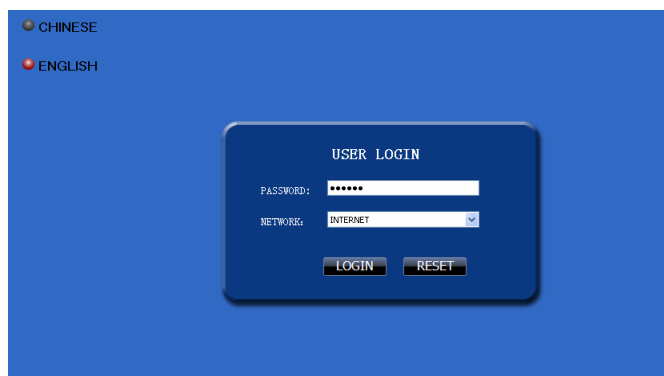 CHINESE
ENGLISH
USER LOGIN
PASSWORD: ••••••
NETWORK: INTERNET
LOGIN RESET